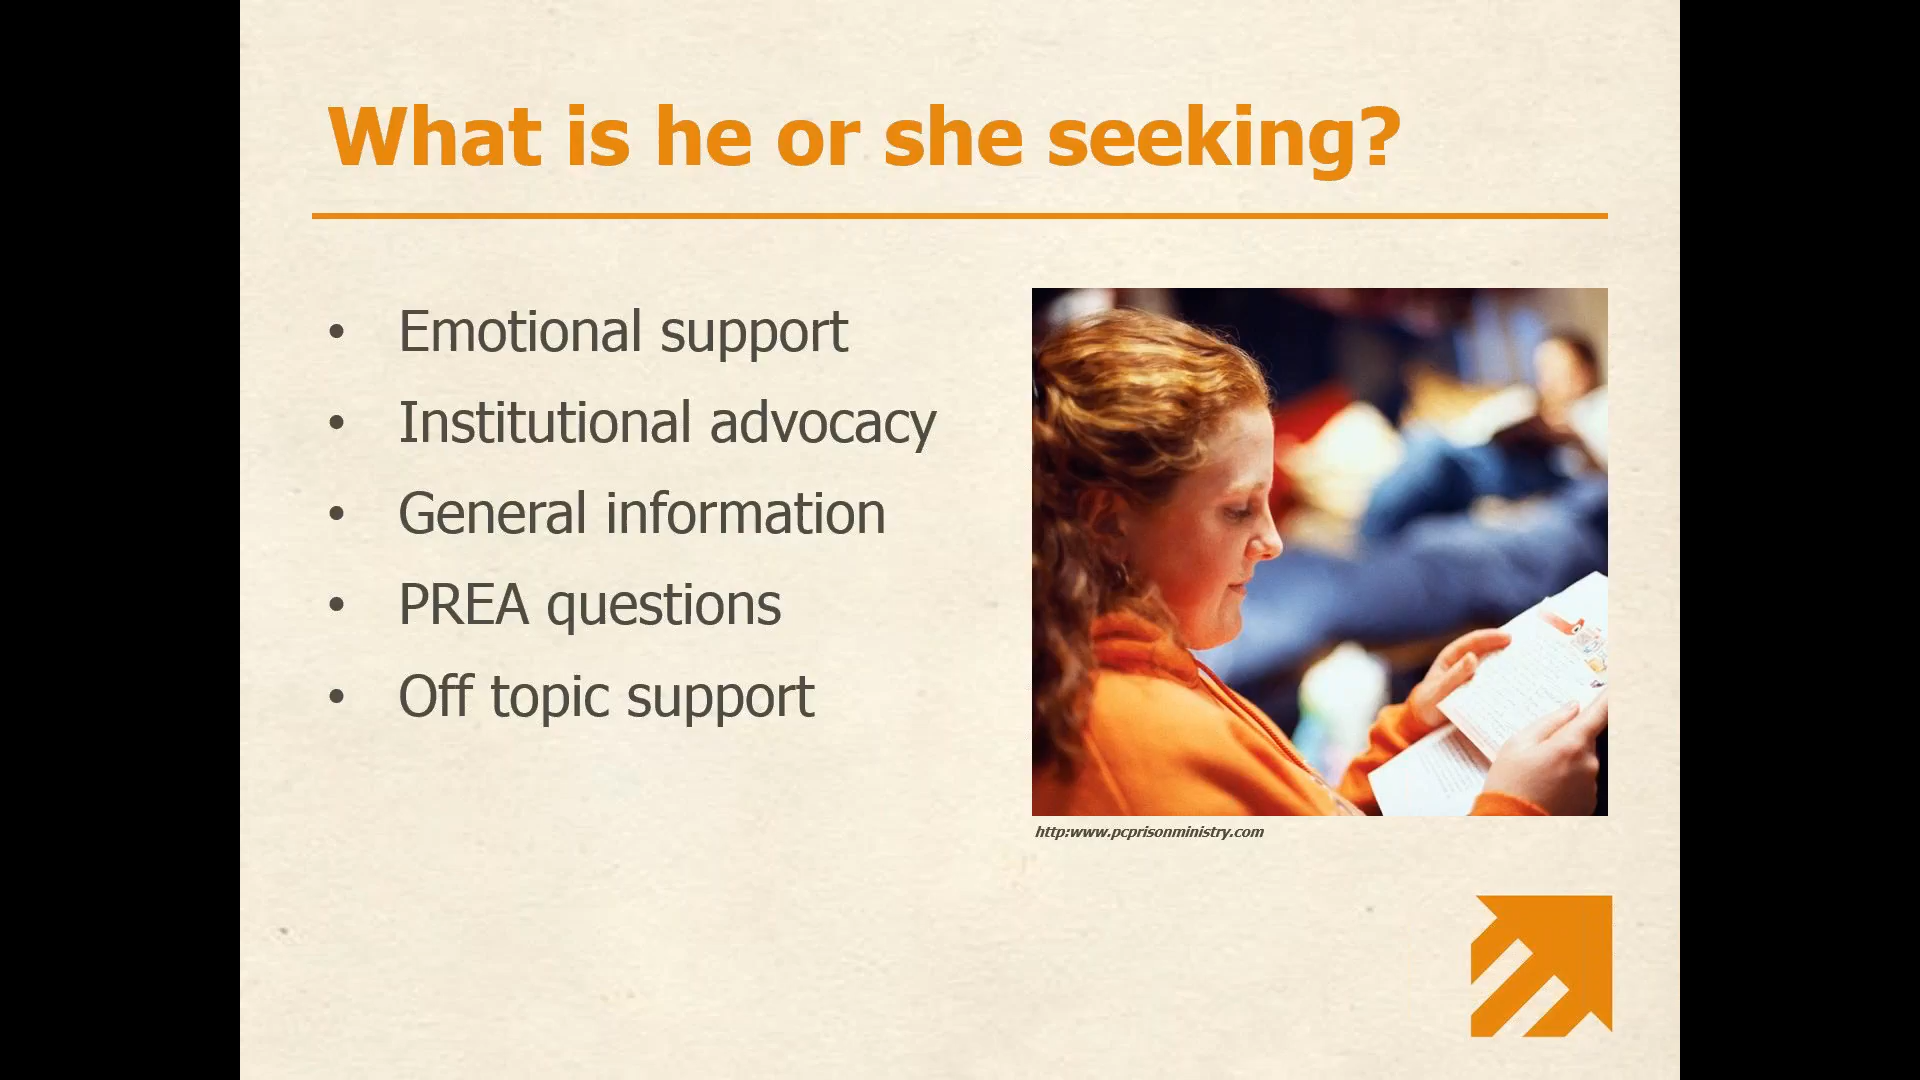 What is he or she seeking?
• Emotional support
• Institutional advocacy
• General information
• PREA questions
• Off topic support
http:www.pcprisonministry.com